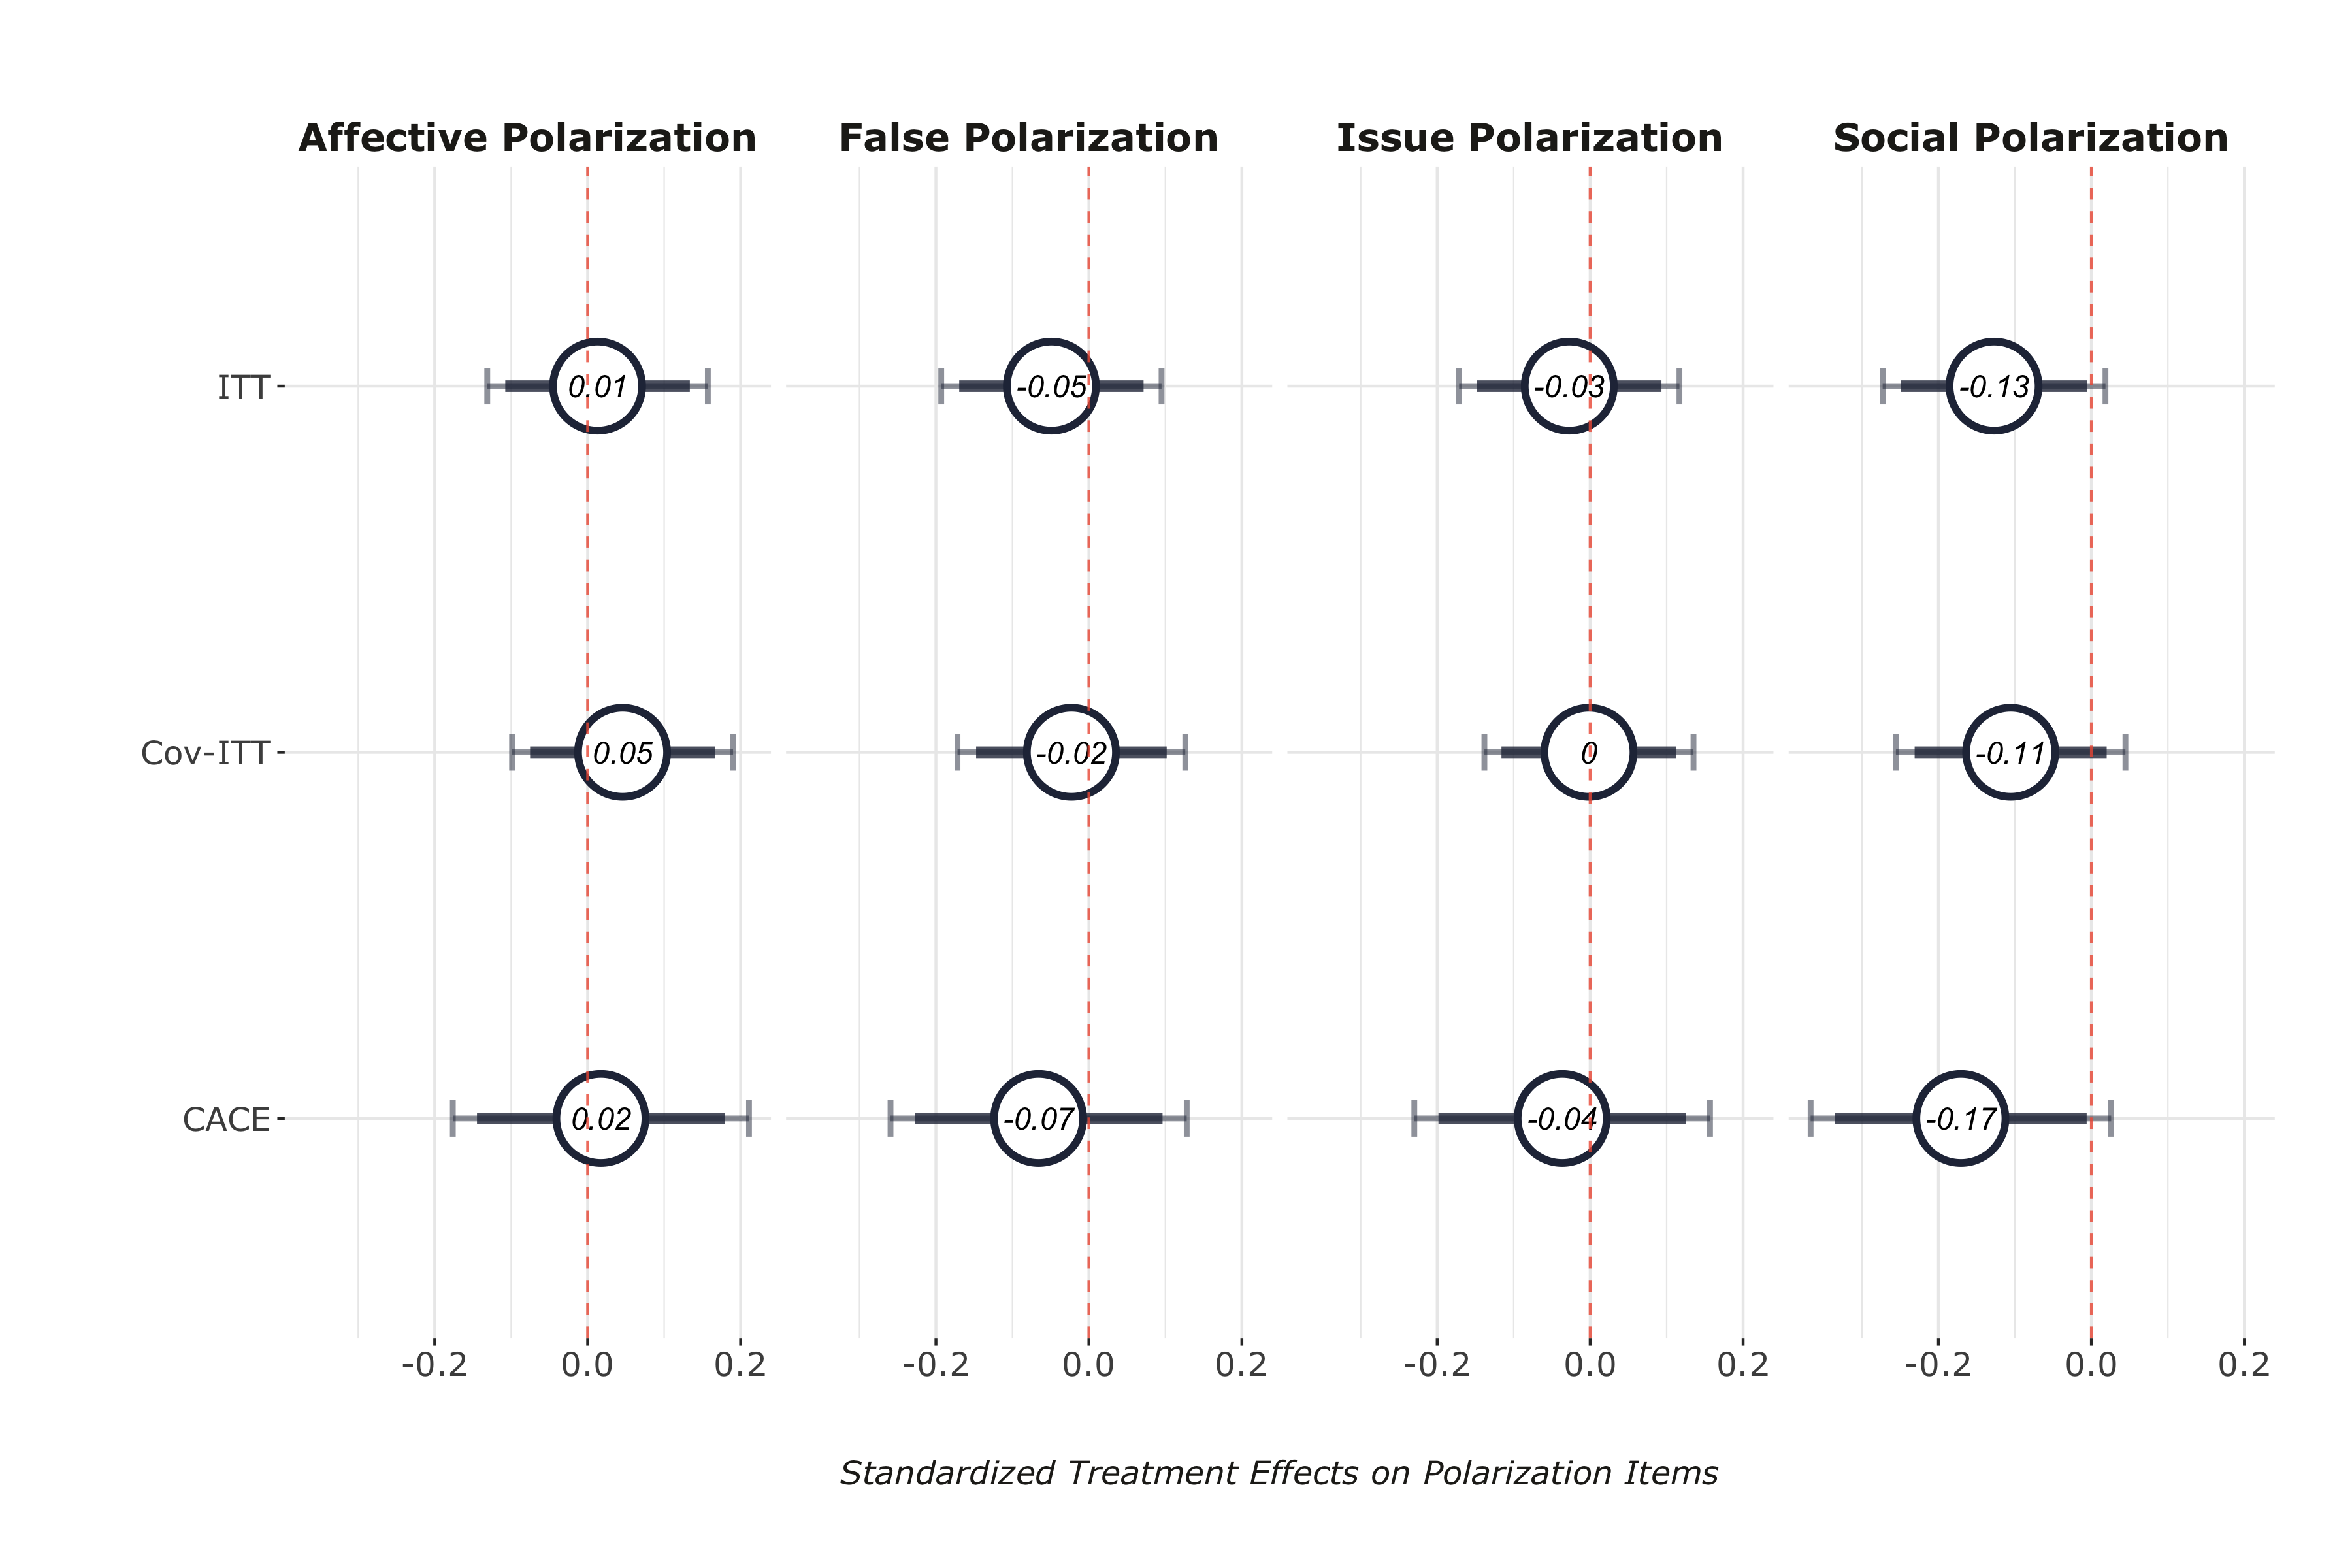 Affective Polarization False Polarization Issue Polarization Social Polarization
ITT 0.01 -0.05 -0.03 -0.13
Cov-ITT 0.05 -0.02 0 -0.11
CACE 0.02 -0.07 -0.04 -0.17
-0.2 0.0 0.2 -0.2 0.0 0.2 -0.2 0.0 0.2 -0.2 0.0 0.2
Standardized Treatment Effects on Polarization Items